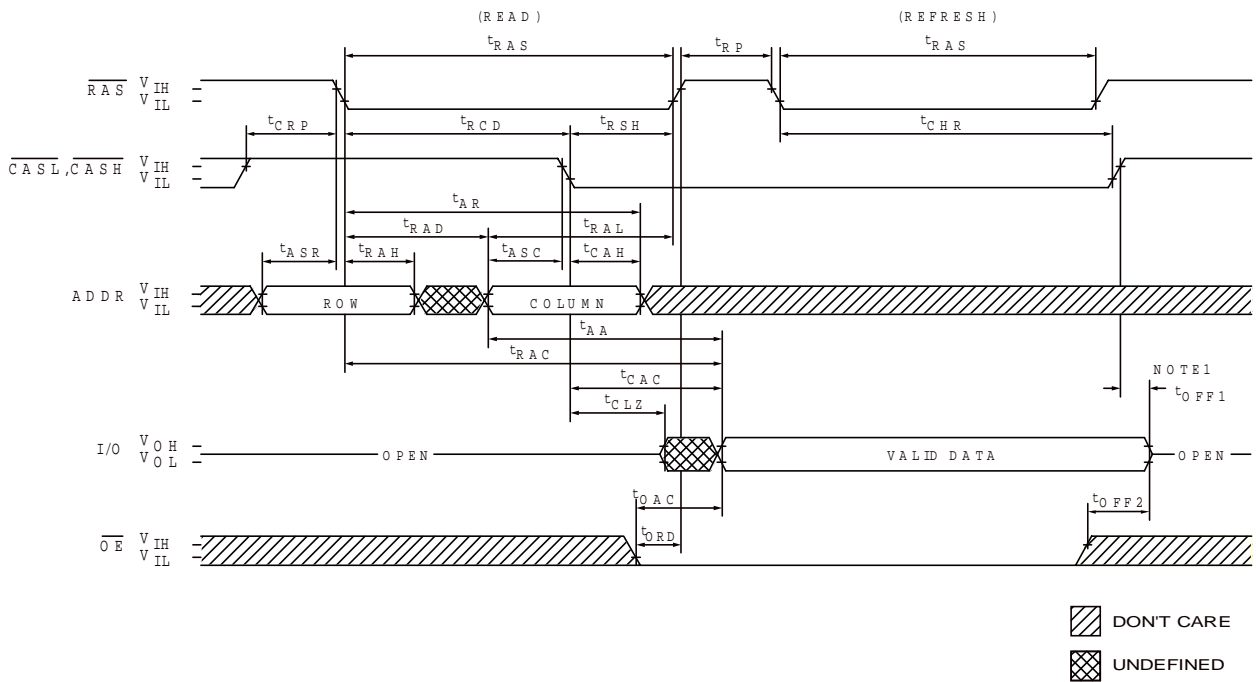 (READ) (REFRESH)
tRAS tRP tRAS
RAS VIH
VIL
tCRP tRCD tRSH tCHR
CASL,CASH VIH
VIL
tAR
tRAD tRAL
tASR tRAH tASC tCAH
ADDR VIH
VIL
ROW COLUMN
tAA
tRAC
tCAC NOTE1
tCLZ tOFF1
I/O VOH
VOL
OPEN VALID DATA OPEN
tOAC tOFF2
tORD
OE VIH
VIL
DON'T CARE
UNDEFINED